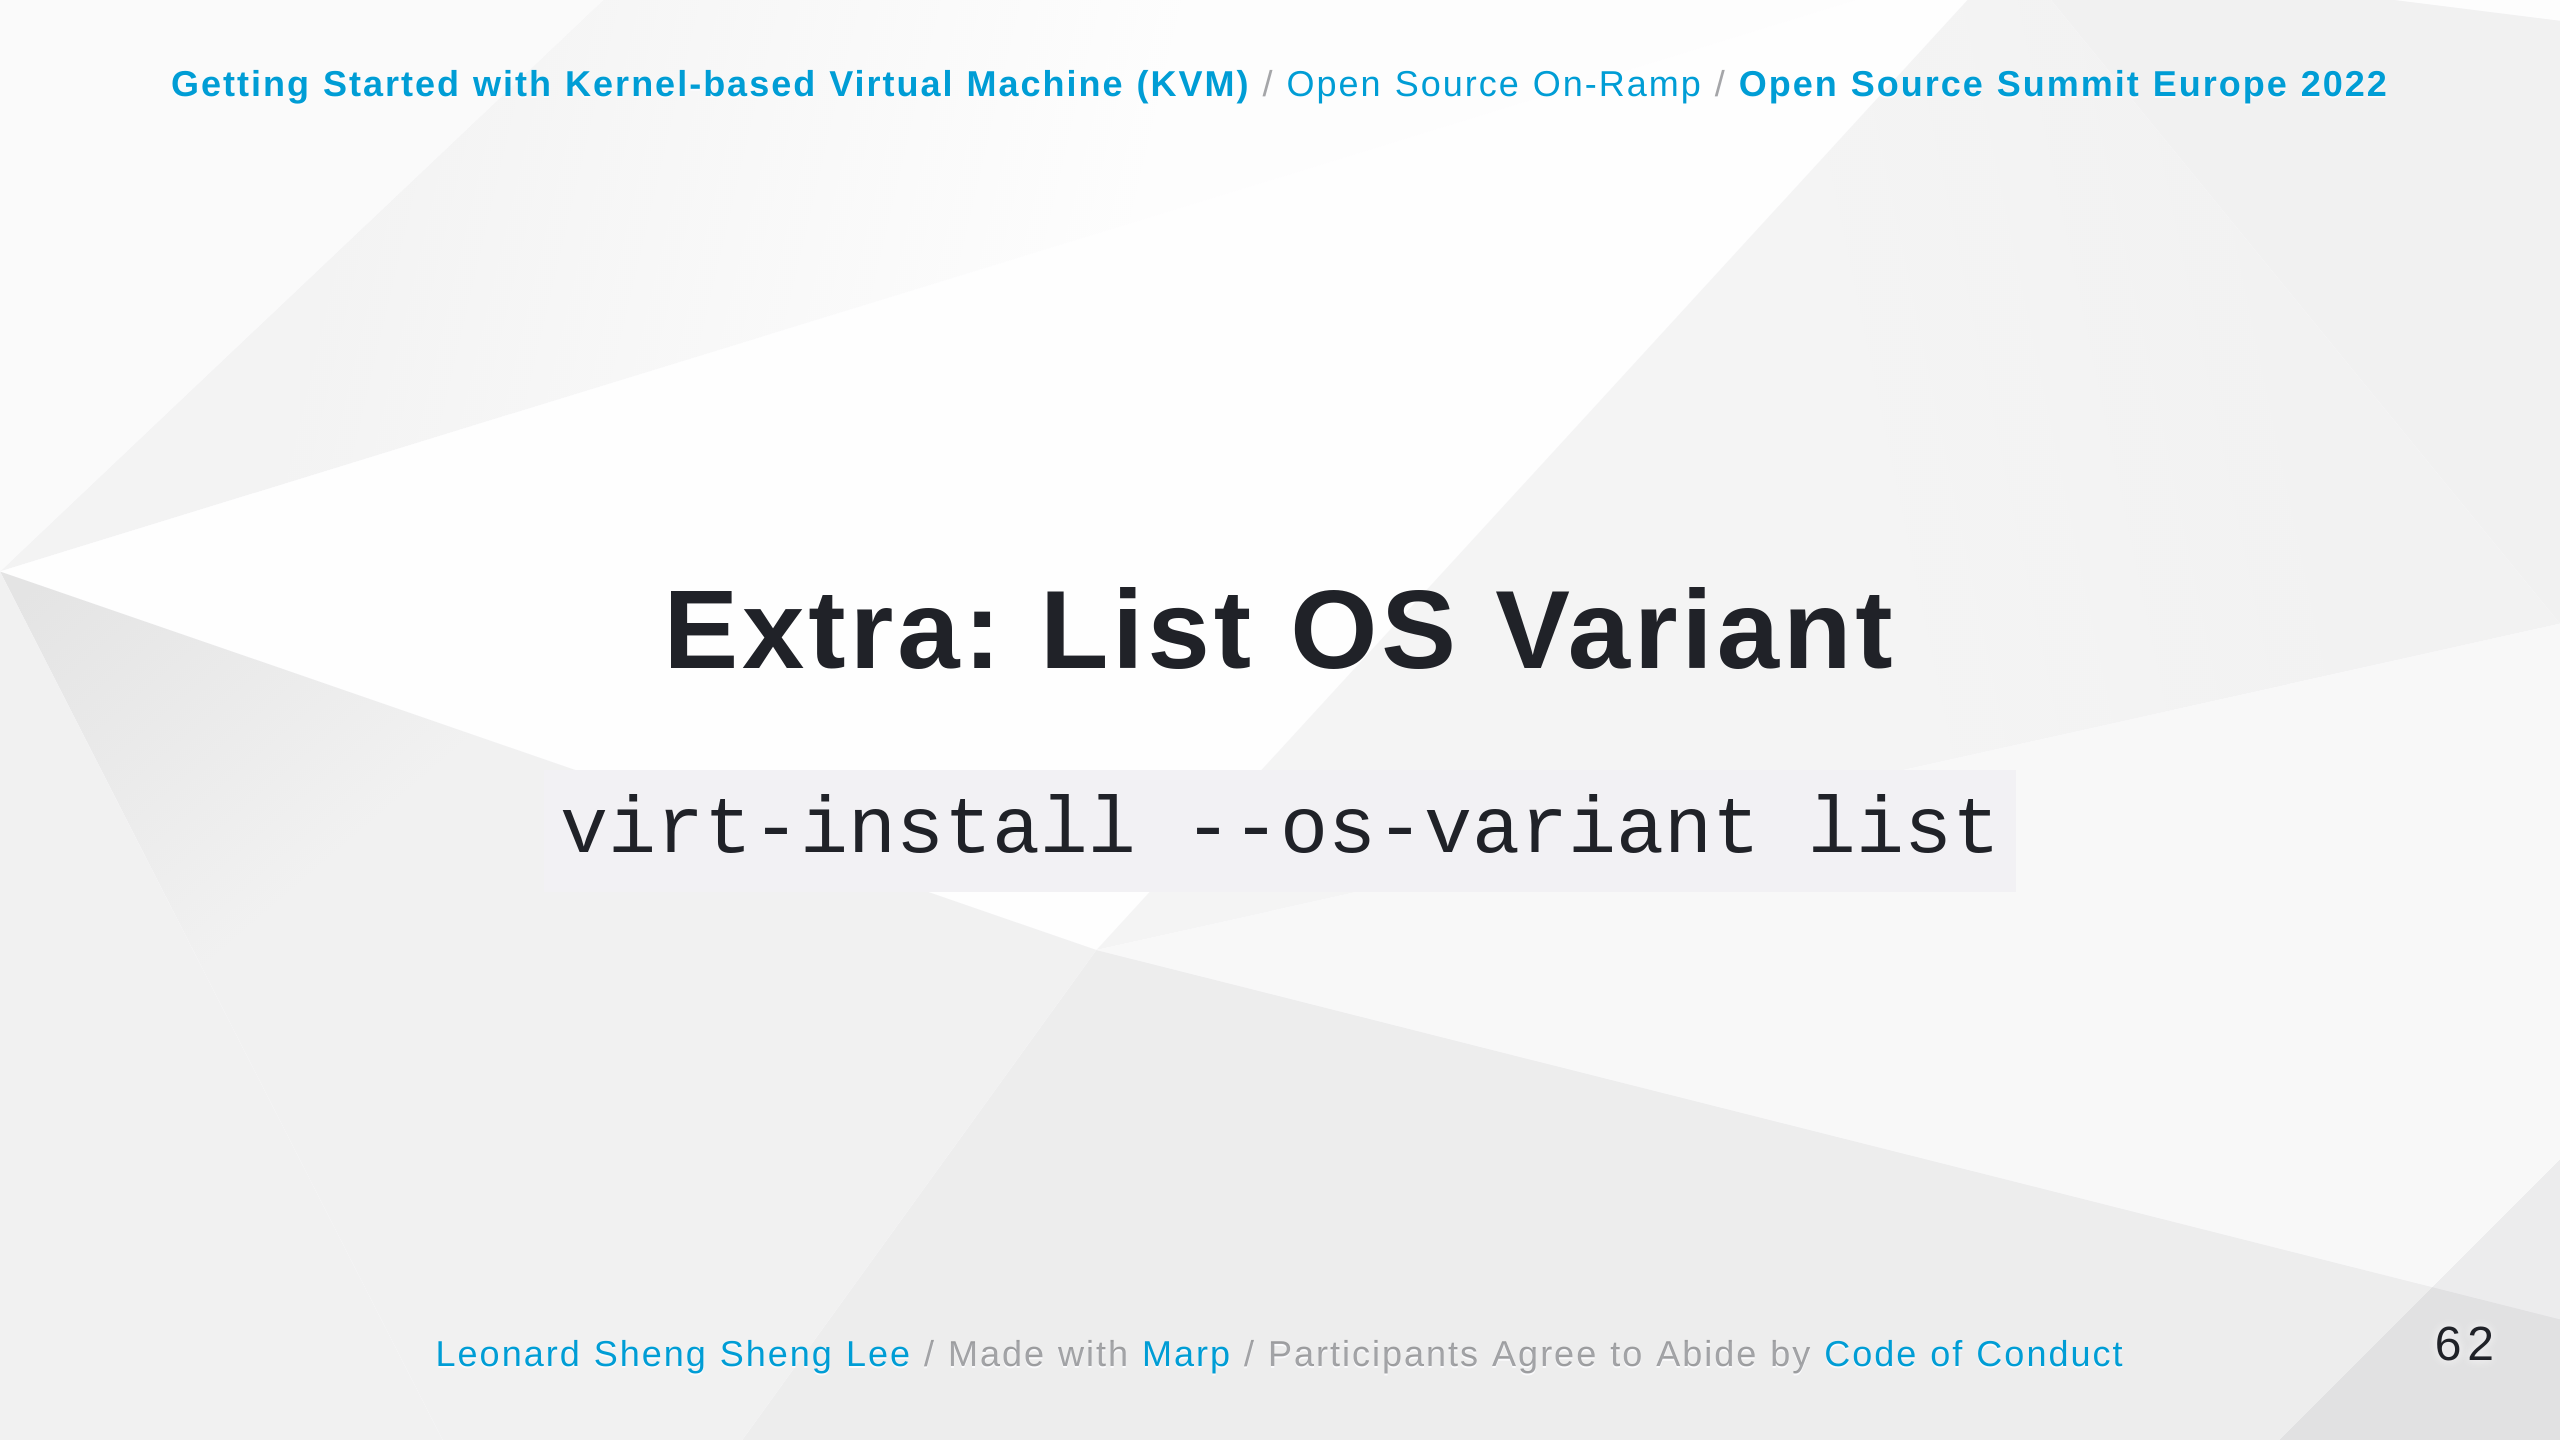 Getting Started with Kernel-based Virtual Machine (KVM) / Open Source On-Ramp / Open Source Summit Europe 2022
Extra: List OS Variant
virt-install --os-variant list
Leonard Sheng Sheng Lee / Made with Marp / Participants Agree to Abide by Code of Conduct
62